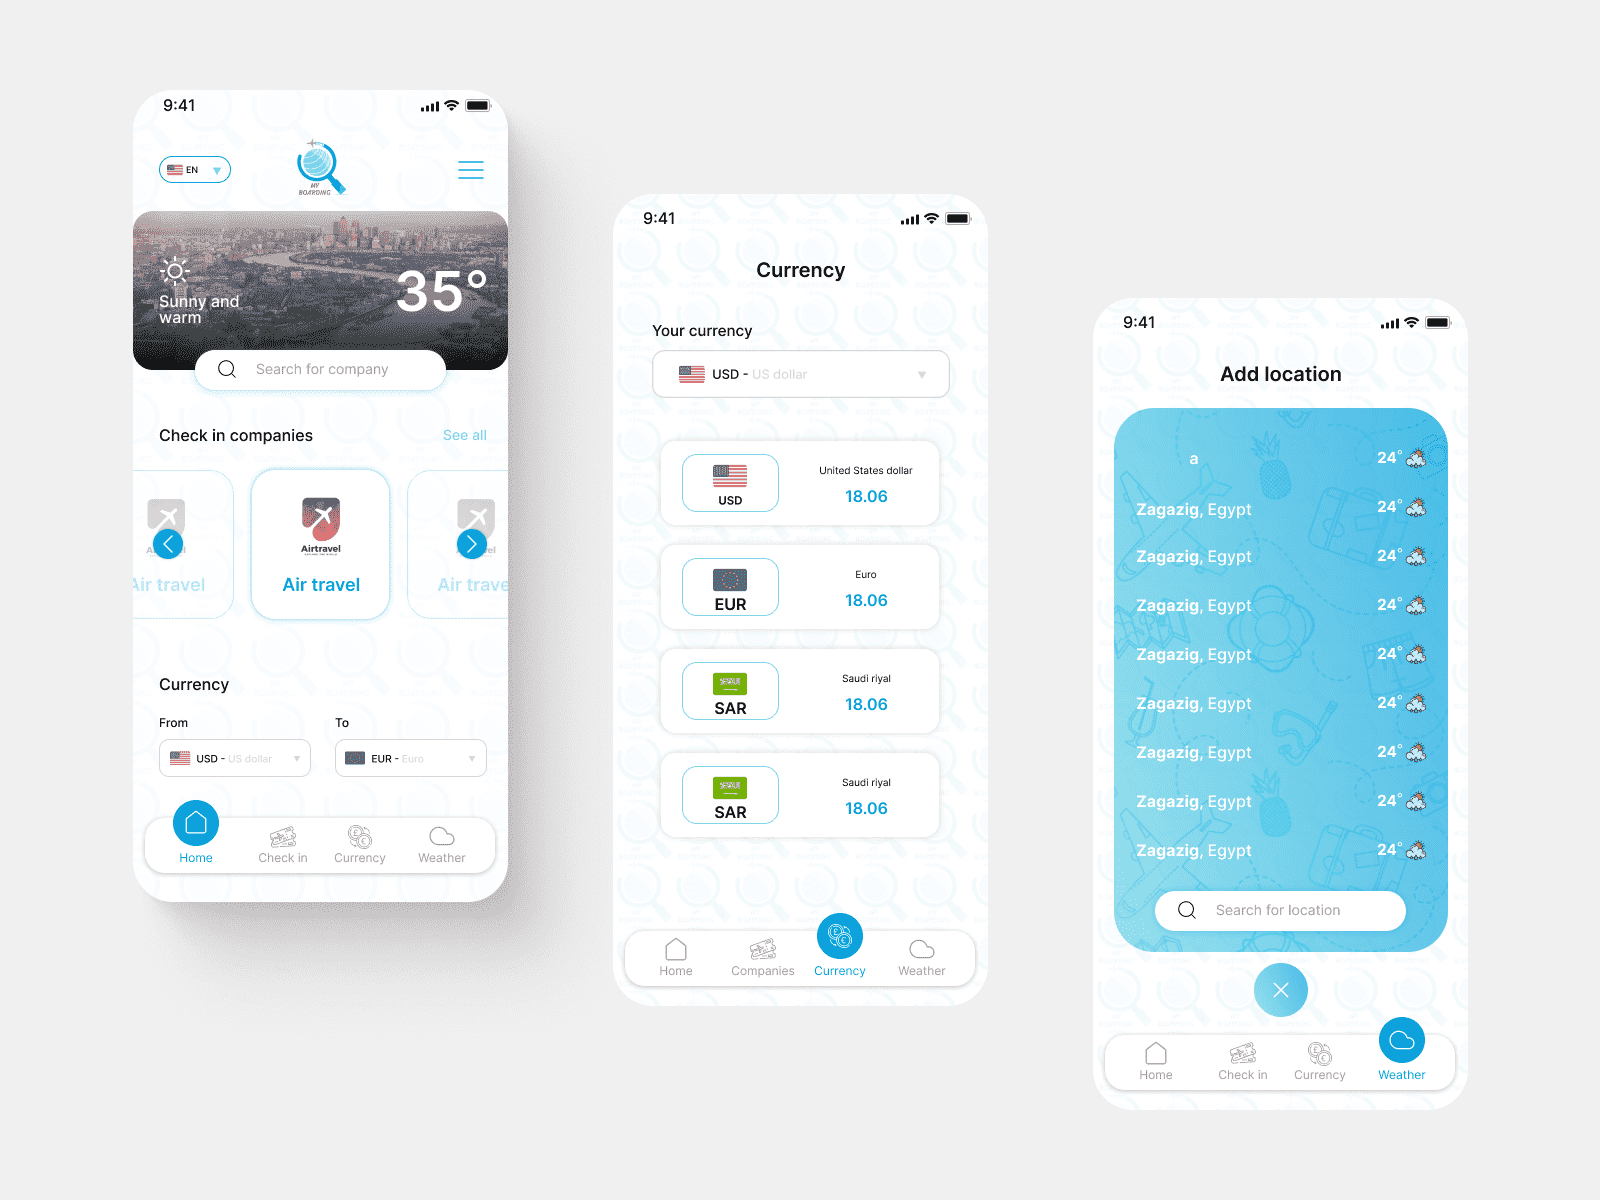 9:41
EN
MY
BOARDING
Sunny and
warm
35°
Search for company
Check in companies
See all
Air travel
Airtravel
Air travel
Air trave
Currency
From
To
USD - US dollar
EUR - Euro
Home
Check in
Currency
Weather
9:41
Currency
Your currency
USD - US dollar
USD
United States dollar
18.06
EUR
Euro
18.06
SAR
Saudi riyal
18.06
SAR
Saudi riyal
18.06
Home
Companies
Currency
Weather
9:41
Add location
a 24°
Zagazig, Egypt 24°
Zagazig, Egypt 24°
Zagazig, Egypt 24°
Zagazig, Egypt 24°
Zagazig, Egypt 24°
Zagazig, Egypt 24°
Zagazig, Egypt 24°
Zagazig, Egypt 24°
Search for location
Home
Check in
Currency
Weather